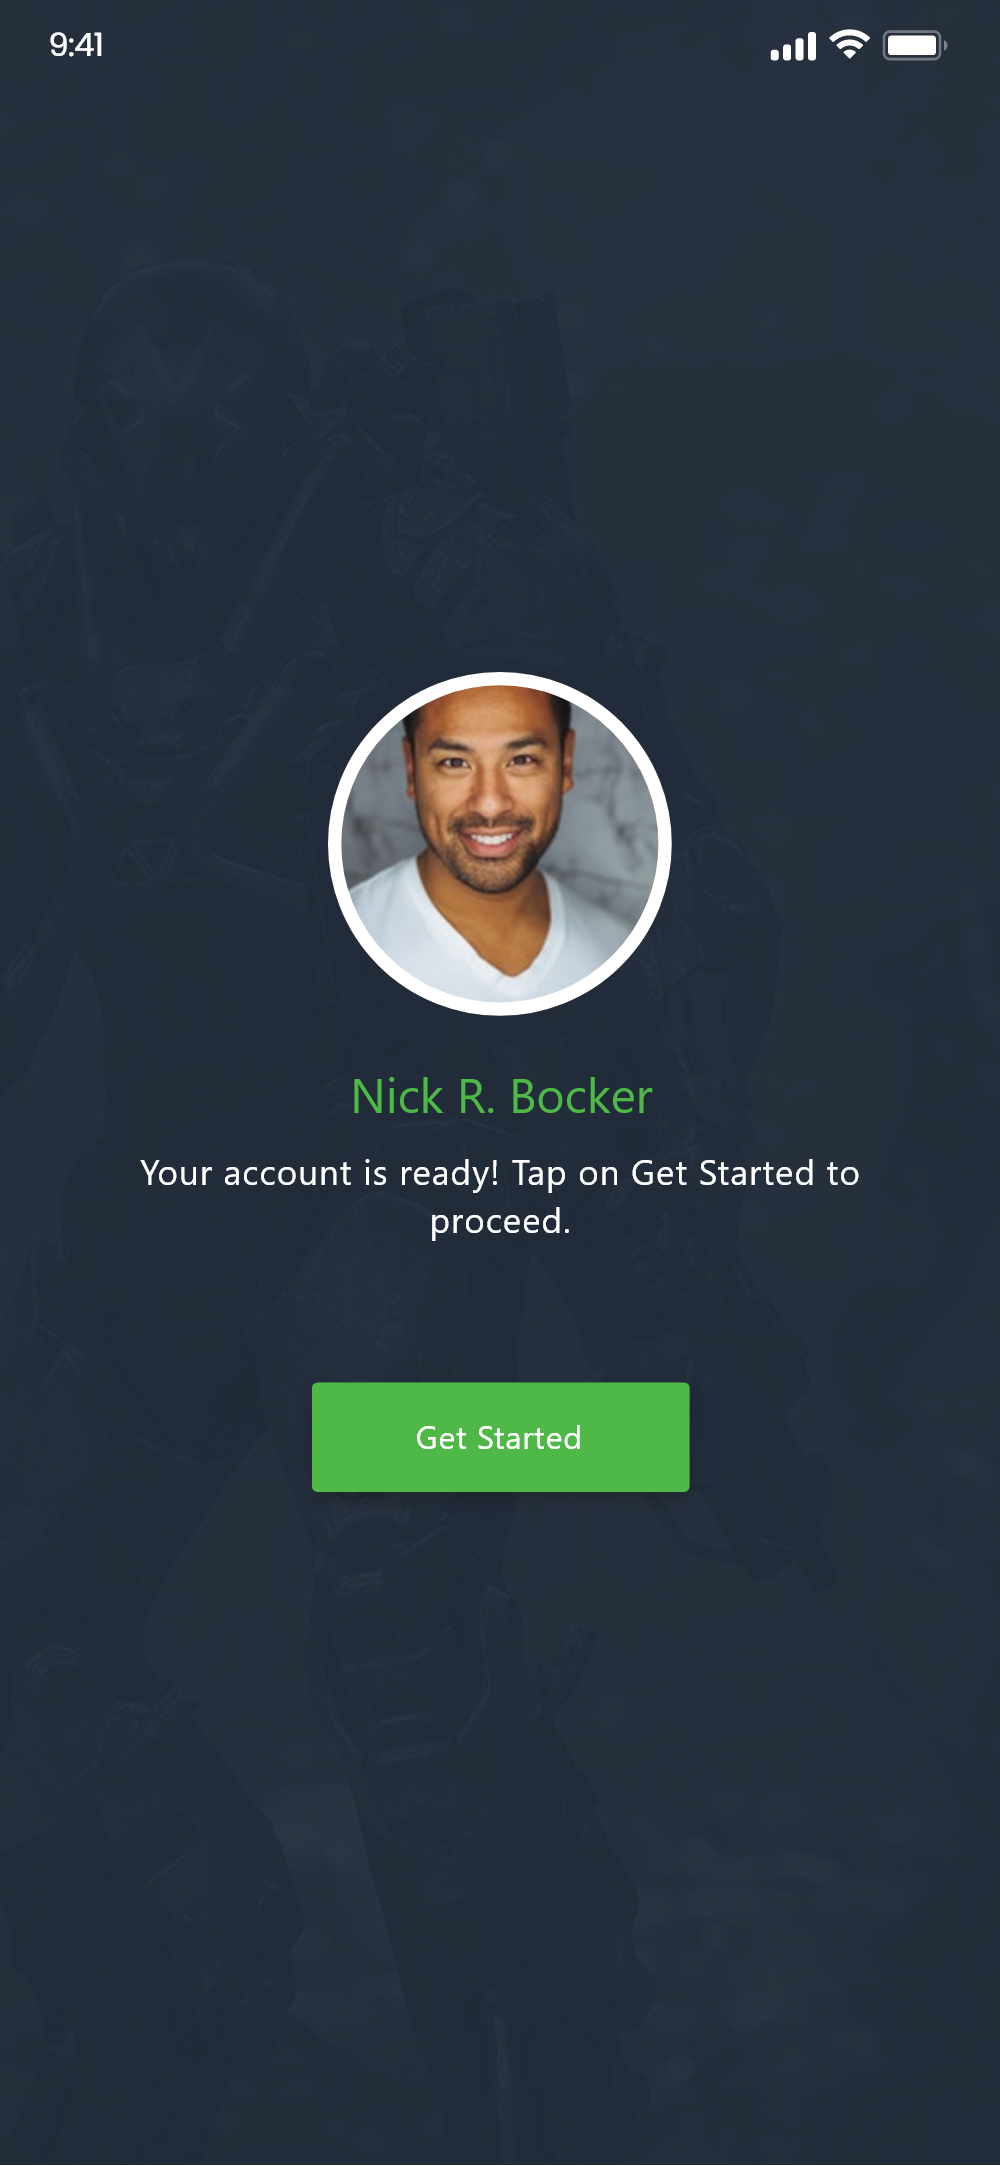 9:41
Nick R. Bocker
Your account is ready! Tap on Get Started to
proceed.
Get Started